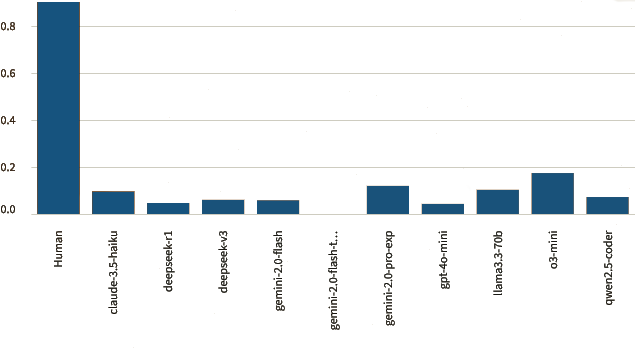 0.8
0.6
0.4
0.2
0.0
Human
claude-3.5-haiku
deepseek-r1
deepseek-v3
gemini-2.0-flash
gemini-2.0-flash-t...
gemini-2.0-pro-exp
gpt-4o-mini
llama3.3-70b
o3-mini
qwen2.5-coder